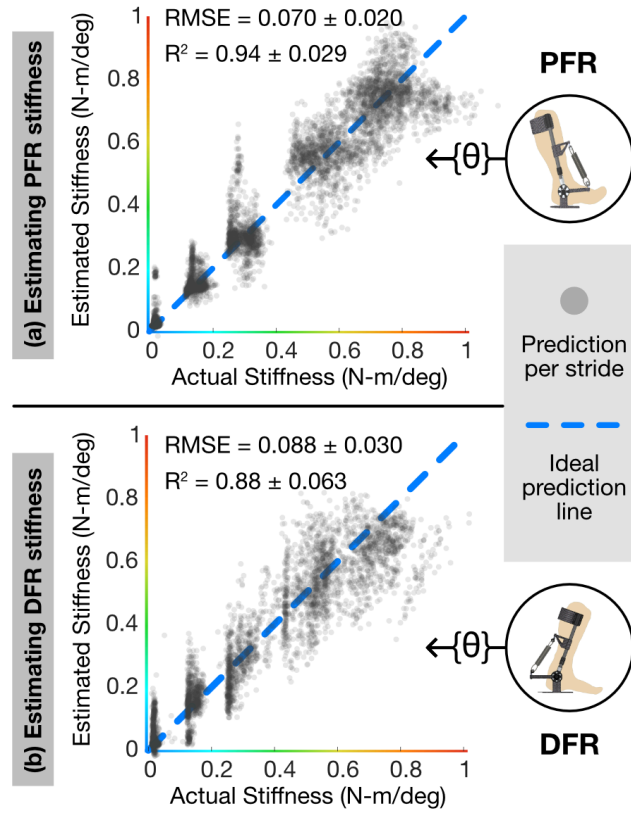 (a) Estimating PFR stiffness
Estimated Stiffness (N-m/deg)
1
0.8
0.6
0.4
0.2
0
RMSE = 0.070 ± 0.020
R² = 0.94 ± 0.029
0
0.2
0.4
0.6
0.8
1
Actual Stiffness (N-m/deg)
PFR
{θ}
Prediction
per stride
Ideal
prediction
line
(b) Estimating DFR stiffness
Estimated Stiffness (N-m/deg)
1
0.8
0.6
0.4
0.2
0
RMSE = 0.088 ± 0.030
R² = 0.88 ± 0.063
0
0.2
0.4
0.6
0.8
1
Actual Stiffness (N-m/deg)
{θ}
DFR